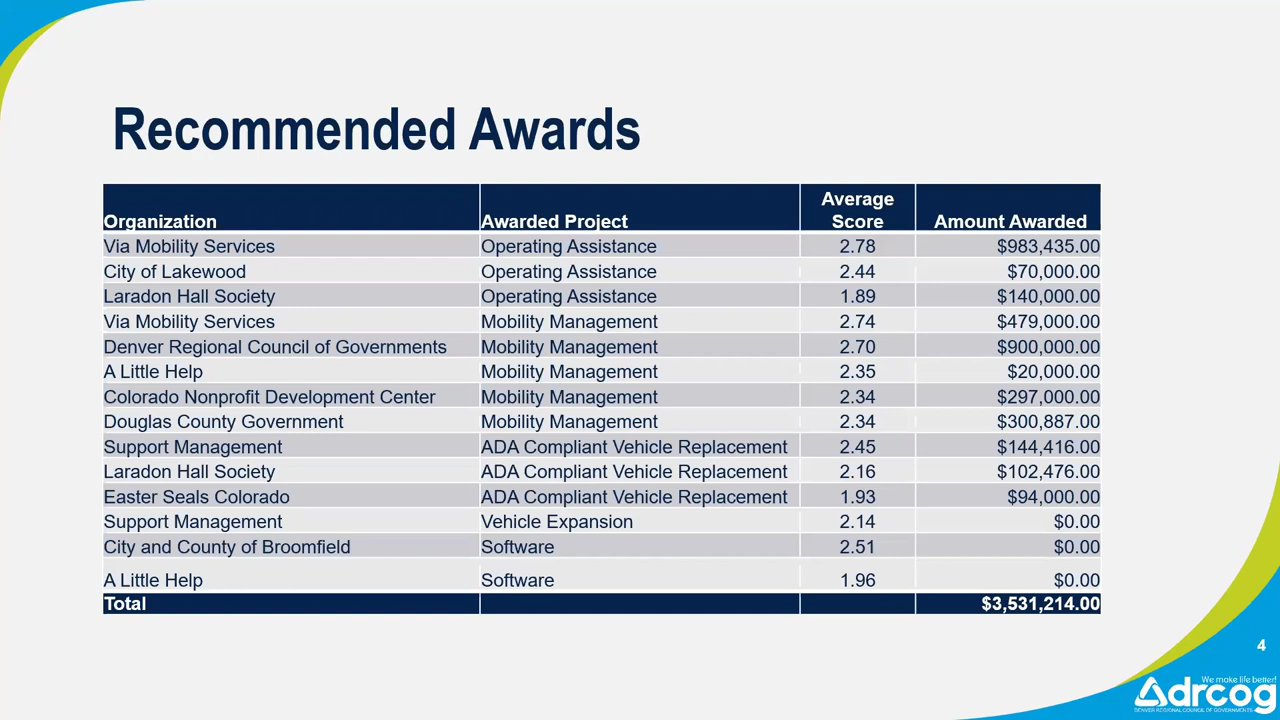 Recommended Awards
Organization Awarded Project Average Score Amount Awarded
Via Mobility Services Operating Assistance 2.78 $983,435.00
City of Lakewood Operating Assistance 2.44 $70,000.00
Laradon Hall Society Operating Assistance 1.89 $140,000.00
Via Mobility Services Mobility Management 2.74 $479,000.00
Denver Regional Council of Governments Mobility Management 2.70 $900,000.00
A Little Help Mobility Management 2.35 $20,000.00
Colorado Nonprofit Development Center Mobility Management 2.34 $297,000.00
Douglas County Government Mobility Management 2.34 $300,887.00
Support Management ADA Compliant Vehicle Replacement 2.45 $144,416.00
Laradon Hall Society ADA Compliant Vehicle Replacement 2.16 $102,476.00
Easter Seals Colorado ADA Compliant Vehicle Replacement 1.93 $94,000.00
Support Management Vehicle Expansion 2.14 $0.00
City and County of Broomfield Software 2.51 $0.00
A Little Help Software 1.96 $0.00
Total $3,531,214.00
4
We make life better!
drcog
DENVER REGIONAL COUNCIL OF GOVERNMENTS